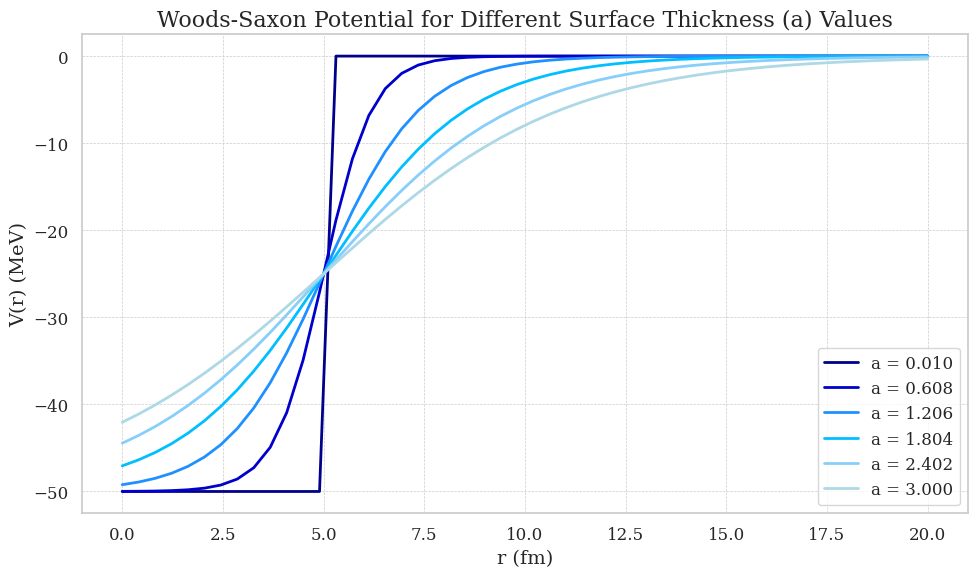 Woods-Saxon Potential for Different Surface Thickness (a) Values
0
−10
−20
−30
−40
−50
V(r) (MeV)
a = 0.010
a = 0.608
a = 1.206
a = 1.804
a = 2.402
a = 3.000
0.0 2.5 5.0 7.5 10.0 12.5 15.0 17.5 20.0
r (fm)